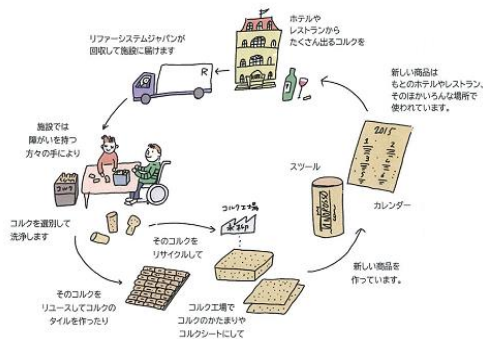 ホテルや
レストランから
たくさん出るコルクを
リファーシステムジャパンが
回収して施設に届けます
R
施設では
障がいを持つ
方々の手により
コルク
コルクを選別して
洗浄します
そのコルクを
リユースしてコルクの
タイルを作ったり
そのコルクを
リサイクルして
コルク工場
コルク工場で
コルクのかたまりや
コルクシートにして
新しい商品を
作っています。
スツール
カレンダー
2015
1
2
3
4
5
6
新しい商品は
もとのホテルやレストラン、
そのほかいろんな場所で
使われています。